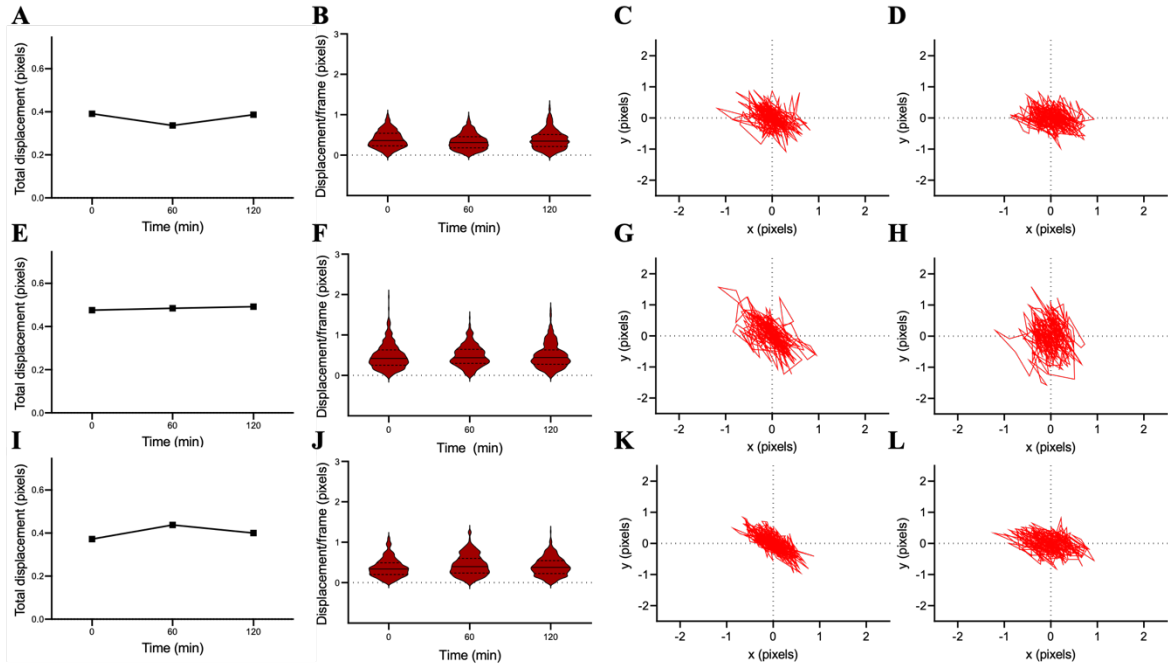 A
Total displacement (pixels)
0.6
0.4
0.2
0.0
0
60
120
Time (min)
B
Displacement/frame (pixels)
3
2
1
0
0
60
120
Time (min)
C
y (pixels)
2
1
0
-1
-2
-2
-1
0
1
2
x (pixels)
D
y (pixels)
2
1
0
-1
-2
-2
-1
0
1
2
x (pixels)
E
Total displacement (pixels)
0.6
0.4
0.2
0.0
0
60
120
Time (min)
F
Displacement/frame (pixels)
3
2
1
0
0
60
120
Time (min)
G
y (pixels)
2
1
0
-1
-2
-2
-1
0
1
2
x (pixels)
H
y (pixels)
2
1
0
-1
-2
-2
-1
0
1
2
x (pixels)
I
Total displacement (pixels)
0.6
0.4
0.2
0.0
0
60
120
Time (min)
J
Displacement/frame (pixels)
3
2
1
0
0
60
120
Time (min)
K
y (pixels)
2
1
0
-1
-2
-2
-1
0
1
2
x (pixels)
L
y (pixels)
2
1
0
-1
-2
-2
-1
0
1
2
x (pixels)